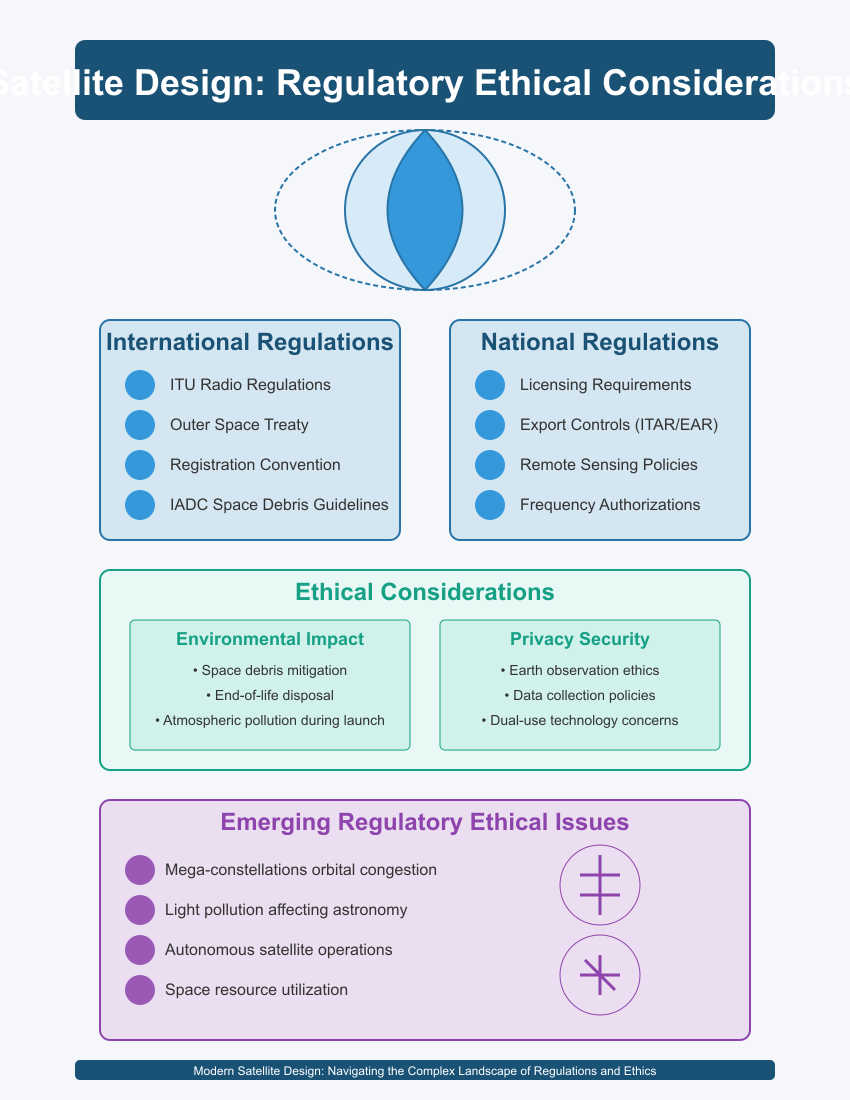 Satellite Design: Regulatory Ethical Considerations
International Regulations
ITU Radio Regulations
Outer Space Treaty
Registration Convention
IADC Space Debris Guidelines
National Regulations
Licensing Requirements
Export Controls (ITAR/EAR)
Remote Sensing Policies
Frequency Authorizations
Ethical Considerations
Environmental Impact
• Space debris mitigation
• End-of-life disposal
• Atmospheric pollution during launch
Privacy Security
• Earth observation ethics
• Data collection policies
• Dual-use technology concerns
Emerging Regulatory Ethical Issues
Mega-constellations orbital congestion
Light pollution affecting astronomy
Autonomous satellite operations
Space resource utilization
Modern Satellite Design: Navigating the Complex Landscape of Regulations and Ethics